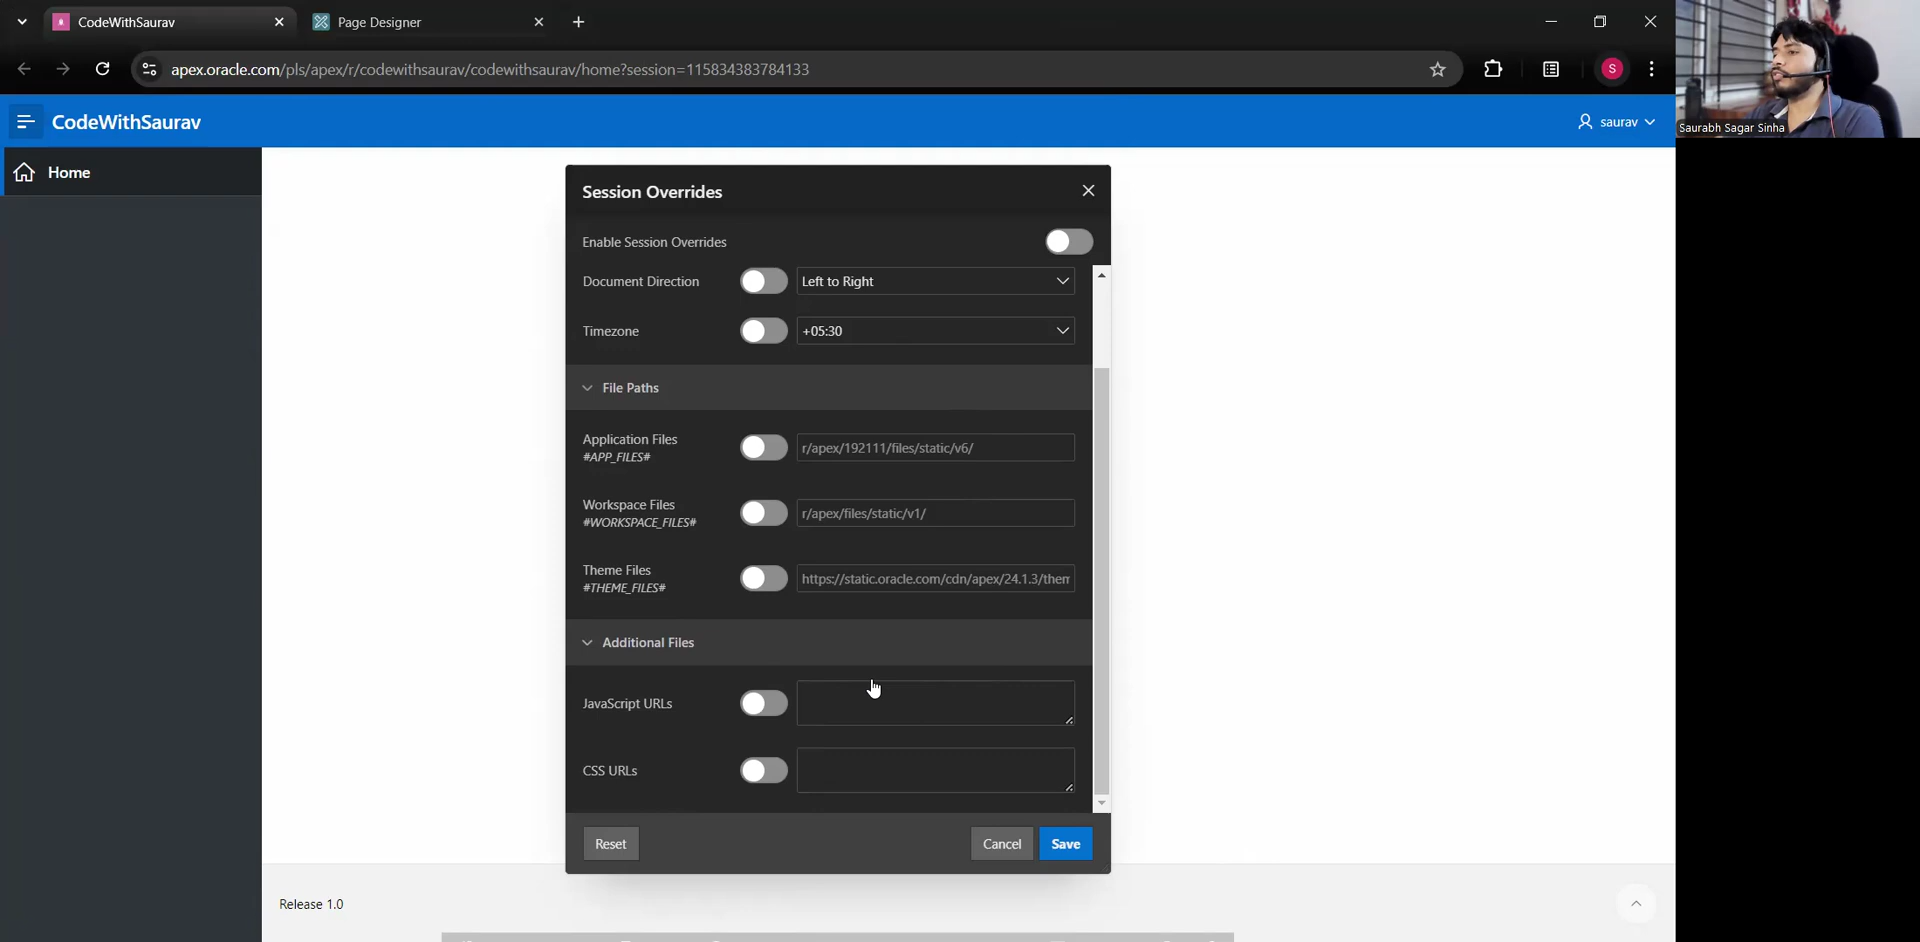 CodeWithSaurav
Page Designer
apex.oracle.com/pls/apex/r/codewithsaurav/codewithsaurav/home?session=115834383784133
S
CodeWithSaurav
saurav
Saurabh Sagar Sinha
Home
Session Overrides
Enable Session Overrides
Document Direction
Left to Right
Timezone
+05:30
File Paths
Application Files
#APP_FILES#
r/apex/192111/files/static/v6/
Workspace Files
#WORKSPACE_FILES#
r/apex/files/static/v1/
Theme Files
#THEME_FILES#
https://static.oracle.com/cdn/apex/24.1.3/them
Additional Files
JavaScript URLs
CSS URLs
Reset
Cancel
Save
Release 1.0